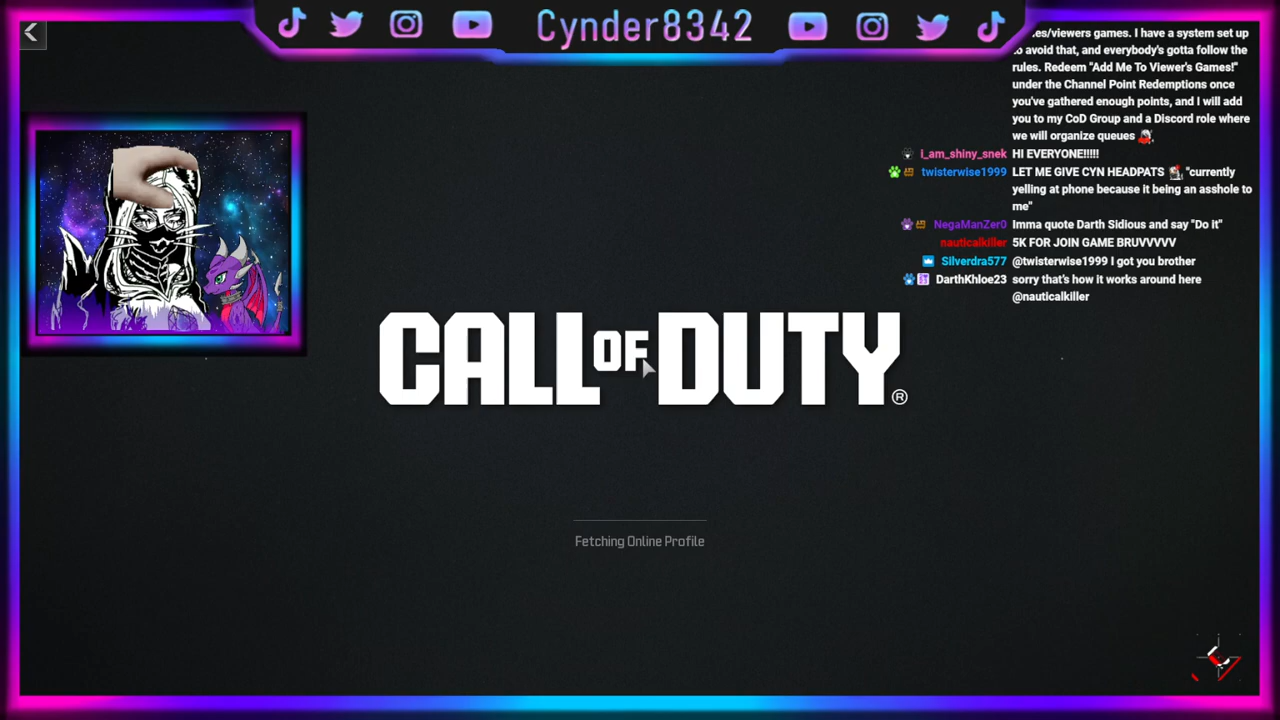 Cynder8342
games. I have a system set up
avoid that, and everybody's gotta follow the
rules. Redeem "Add Me To Viewer's Games!"
under the Channel Point Redemptions once
you've gathered enough points, and I will add
you to my CoD Group and a Discord role where
we will organize queues
i_am_shiny_snek HI EVERYONE!!!!!
twisterwise1999 LET ME GIVE CYN HEADPATS "currently
yelling at phone because it being an asshole to
me"
NegaManZer0 Imma quote Darth Sidious and say "Do it"
nauticalkiller 5K FOR JOIN GAME BRUVVVVV
Silverdra577 @twisterwise1999 I got you brother
DarthKhloe23 sorry that's how it works around here
@nauticalkiller
CALL OF DUTY®
Fetching Online Profile